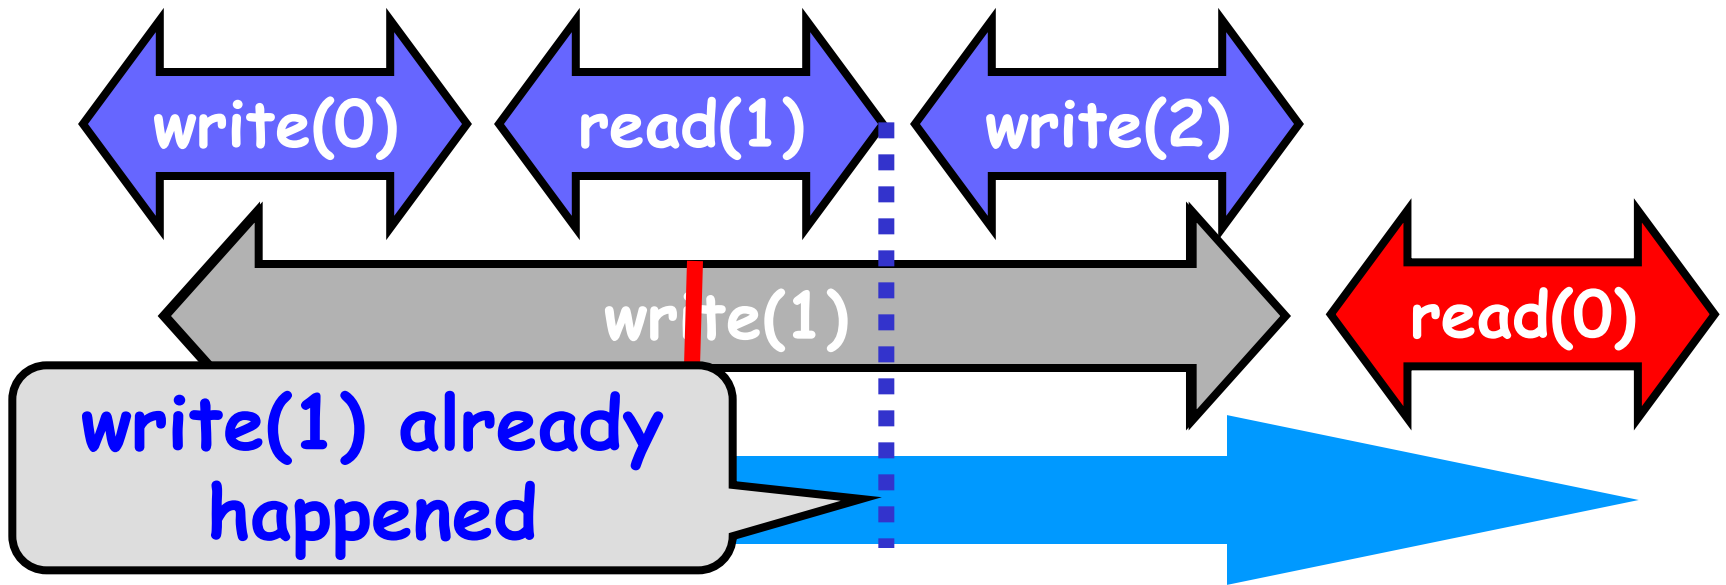 write(0) read(1) write(2)
write(1) read(0)
write(1) already
happened